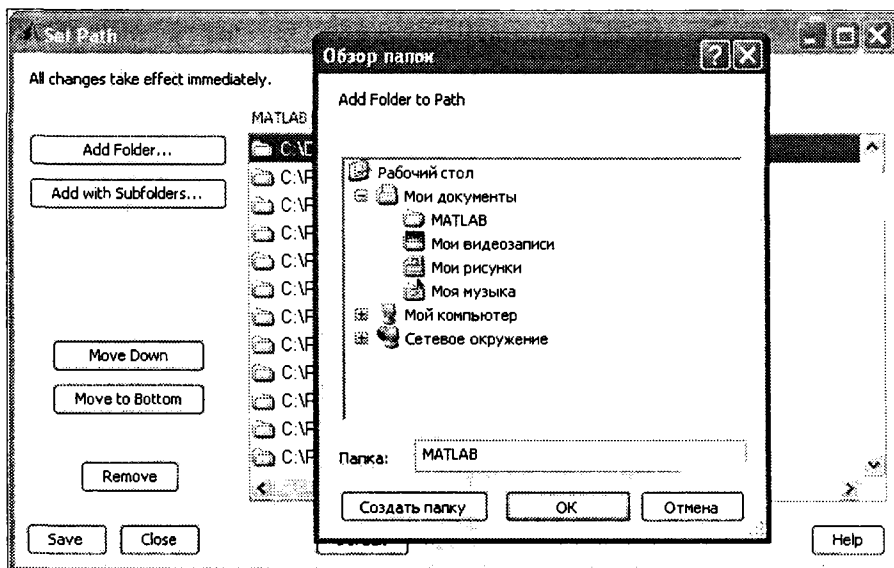 Set Path
All changes take effect immediately.
MATLAB
Add Folder...
Add with Subfolders...
Move Down
Move to Bottom
Remove
Save
Close
Help
C:\
C:\F
C:\F
C:\F
C:\F
C:\F
C:\F
C:\F
C:\F
C:\F
C:\F
C:\F
Обзор папок
Add Folder to Path
Рабочий стол
Мои документы
MATLAB
Мои видеозаписи
Мои рисунки
Моя музыка
Мой компьютер
Сетевое окружение
Папка: MATLAB
Создать папку
OK
Отмена